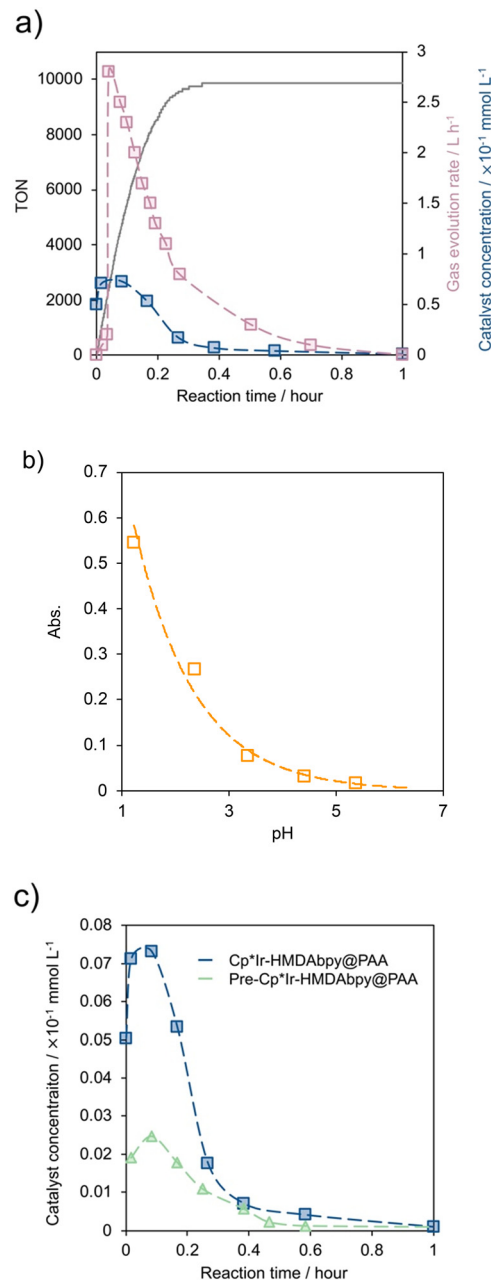 a)
TON
10000
8000
6000
4000
2000
0
3
2.5
2
1.5
1
0.5
0
Gas evolution rate / L h⁻¹
Catalyst concentration / ×10⁻¹ mmol L⁻¹
0 0.2 0.4 0.6 0.8 1
Reaction time / hour
b)
Abs.
0.7
0.6
0.5
0.4
0.3
0.2
0.1
0
1 3 5 7
pH
c)
Catalyst concentraiton / ×10⁻¹ mmol L⁻¹
0.08
0.07
0.06
0.05
0.04
0.03
0.02
0.01
0
Cp*Ir-HMDAbpy@PAA
Pre-Cp*Ir-HMDAbpy@PAA
0 0.2 0.4 0.6 0.8 1
Reaction time / hour